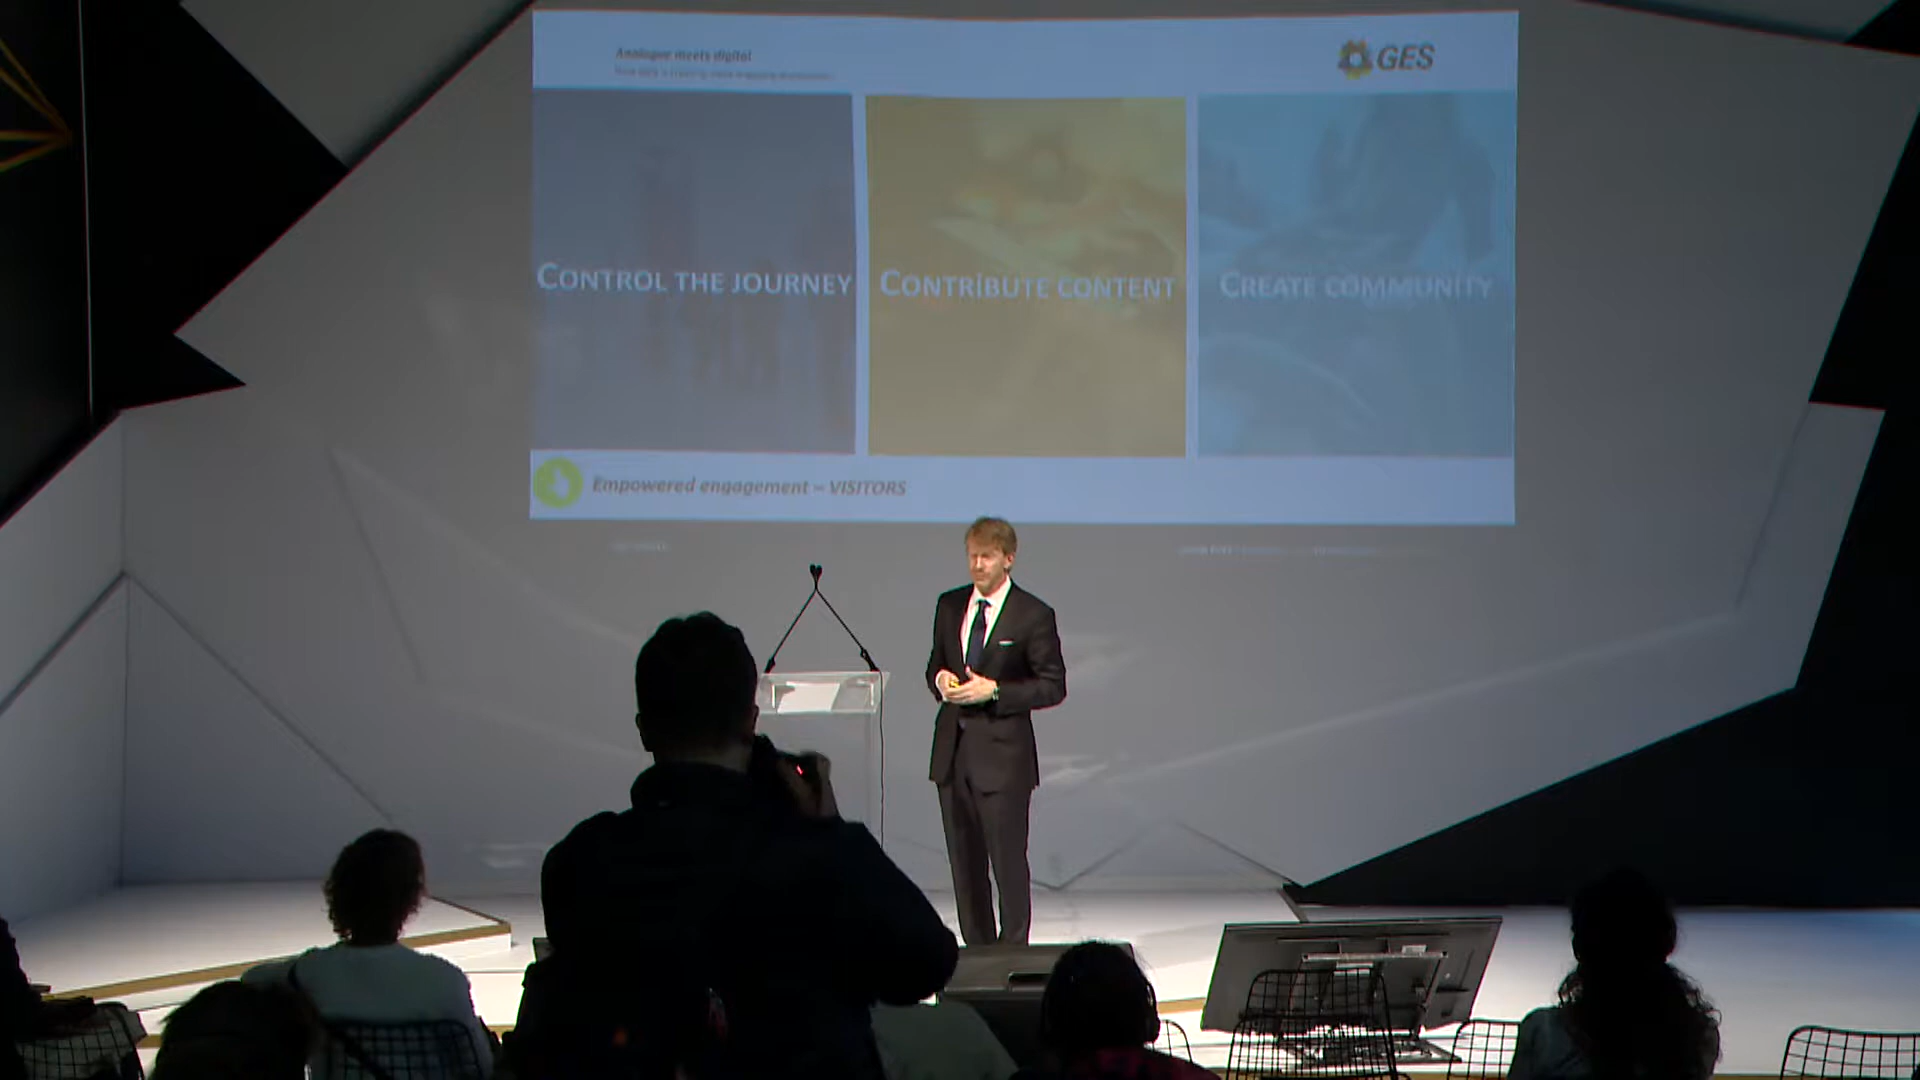 Analogue meets digital
GES
CONTROL THE JOURNEY
CONTRIBUTE CONTENT
CREATE COMMUNITY
Empowered engagement – VISITORS